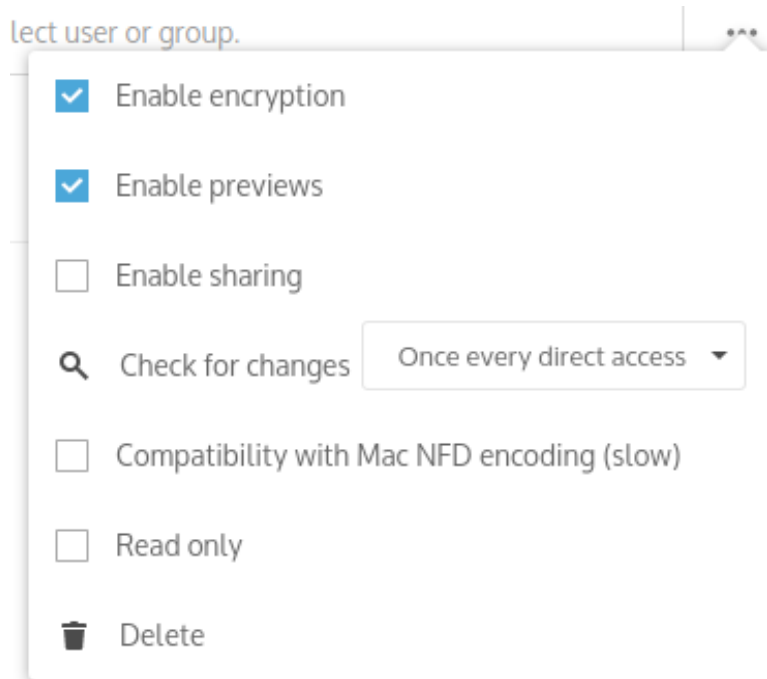 lect user or group.
Enable encryption
Enable previews
Enable sharing
Check for changes Once every direct access
Compatibility with Mac NFD encoding (slow)
Read only
Delete